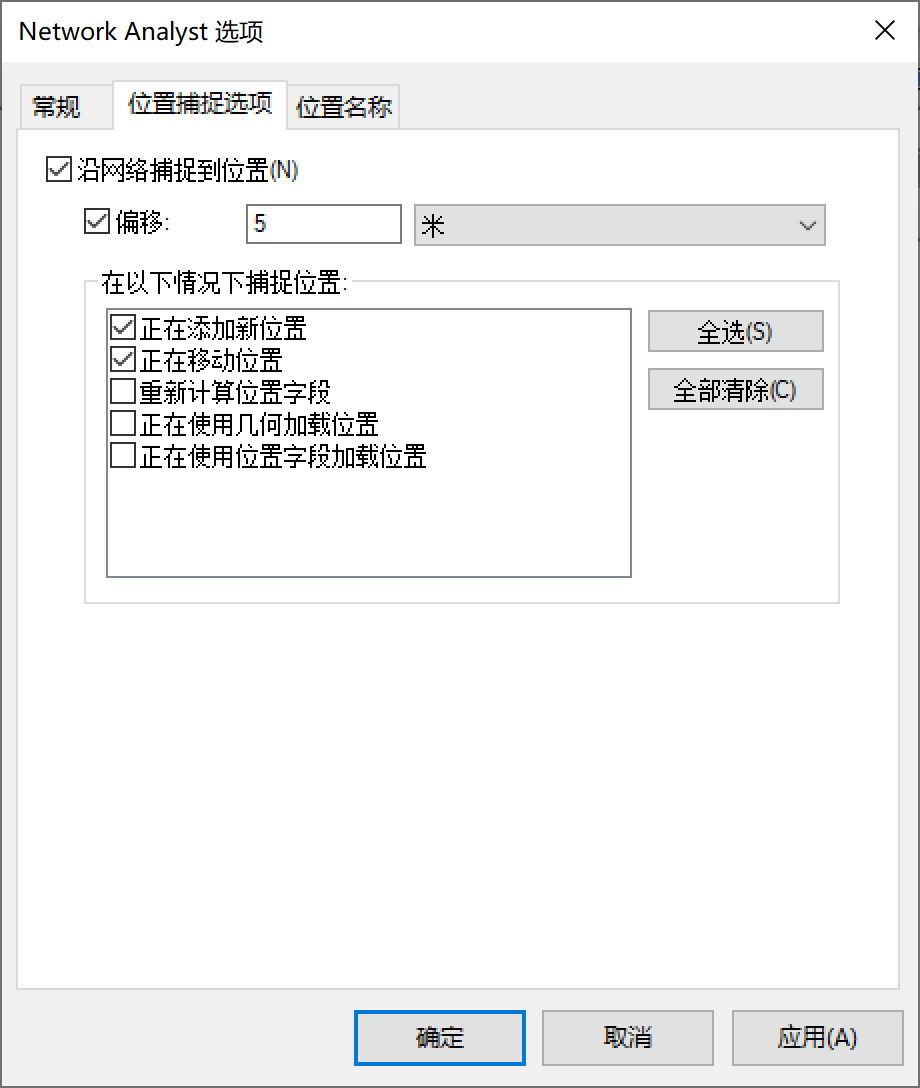 Network Analyst 选项
常规 位置捕捉选项 位置名称
沿网络捕捉到位置(N)
偏移: 5 米
在以下情况下捕捉位置:
正在添加新位置 全选(S)
正在移动位置
重新计算位置字段 全部清除(C)
正在使用几何加载位置
正在使用位置字段加载位置
确定 取消 应用(A)